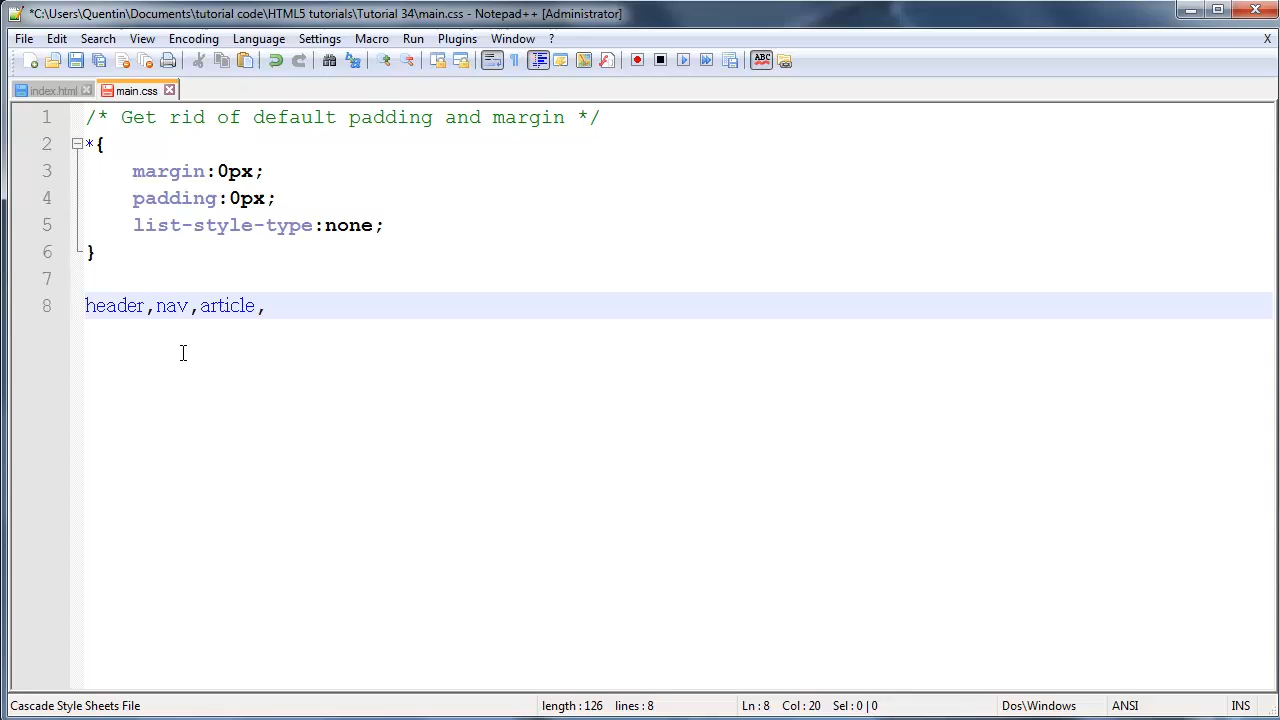 *C:\Users\Quentin\Documents\tutorial code\HTML5 tutorials\Tutorial 34\main.css - Notepad++ [Administrator]
File Edit Search View Encoding Language Settings Macro Run Plugins Window ? X
index.html main.css
1 /* Get rid of default padding and margin */
2 *{
3 margin:0px;
4 padding:0px;
5 list-style-type:none;
6 }
7
8 header,nav,article,
Cascade Style Sheets File length : 126 lines : 8 Ln : 8 Col : 20 Sel : 0 | 0 Dos\Windows ANSI INS